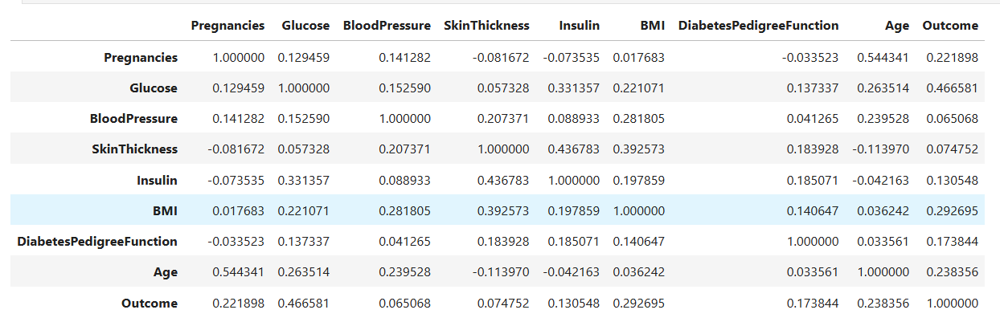 Pregnancies Glucose BloodPressure SkinThickness Insulin BMI DiabetesPedigreeFunction Age Outcome
Pregnancies 1.000000 0.129459 0.141282 -0.081672 -0.073535 0.017683 -0.033523 0.544341 0.221898
Glucose 0.129459 1.000000 0.152590 0.057328 0.331357 0.221071 0.137337 0.263514 0.466581
BloodPressure 0.141282 0.152590 1.000000 0.207371 0.088933 0.281805 0.041265 0.239528 0.065068
SkinThickness -0.081672 0.057328 0.207371 1.000000 0.436783 0.392573 0.183928 -0.113970 0.074752
Insulin -0.073535 0.331357 0.088933 0.436783 1.000000 0.197859 0.185071 -0.042163 0.130548
BMI 0.017683 0.221071 0.281805 0.392573 0.197859 1.000000 0.140647 0.036242 0.292695
DiabetesPedigreeFunction -0.033523 0.137337 0.041265 0.183928 0.185071 0.140647 1.000000 0.033561 0.173844
Age 0.544341 0.263514 0.239528 -0.113970 -0.042163 0.036242 0.033561 1.000000 0.238356
Outcome 0.221898 0.466581 0.065068 0.074752 0.130548 0.292695 0.173844 0.238356 1.000000